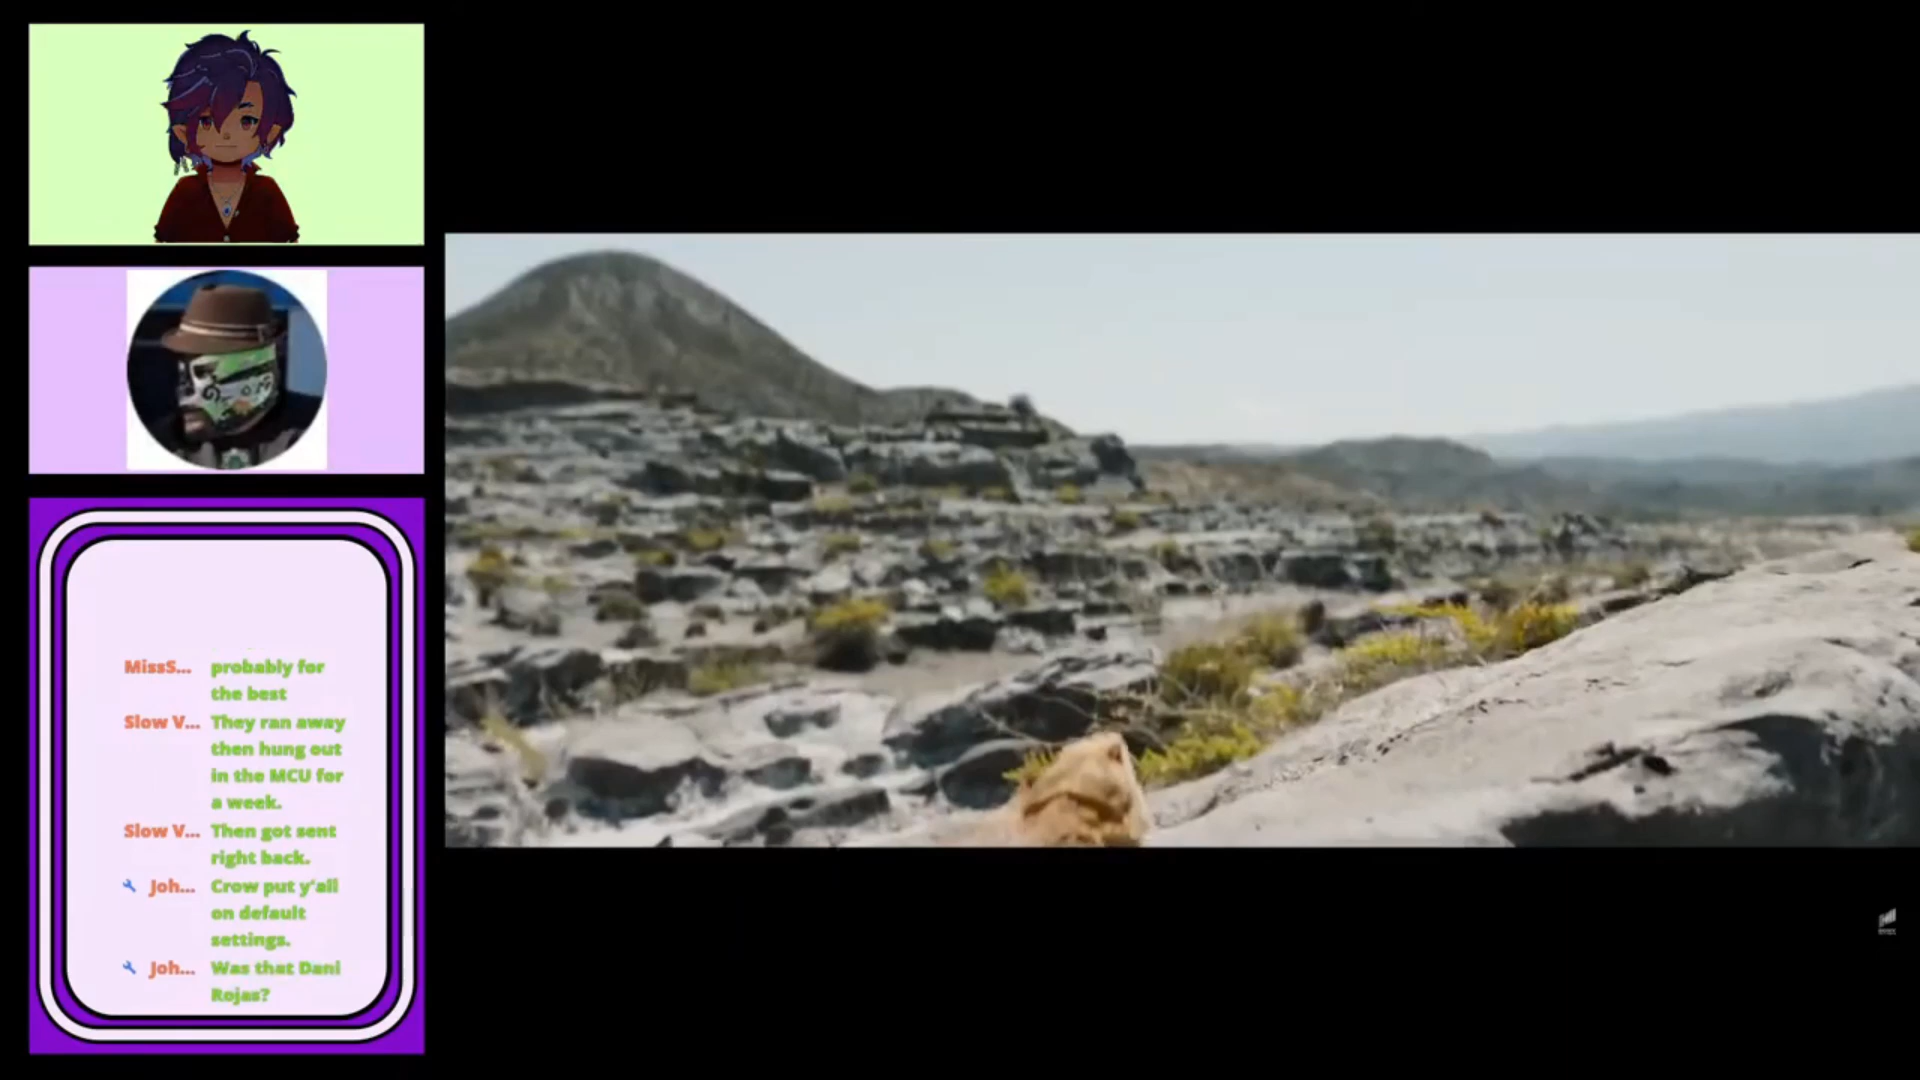 MissS... probably for
the best
Slow V... They ran away
then hung out
in the MCU for
a week.
Slow V... Then got sent
right back.
Joh... Crow put y'all
on default
settings.
Joh... Was that Dani
Rojas?